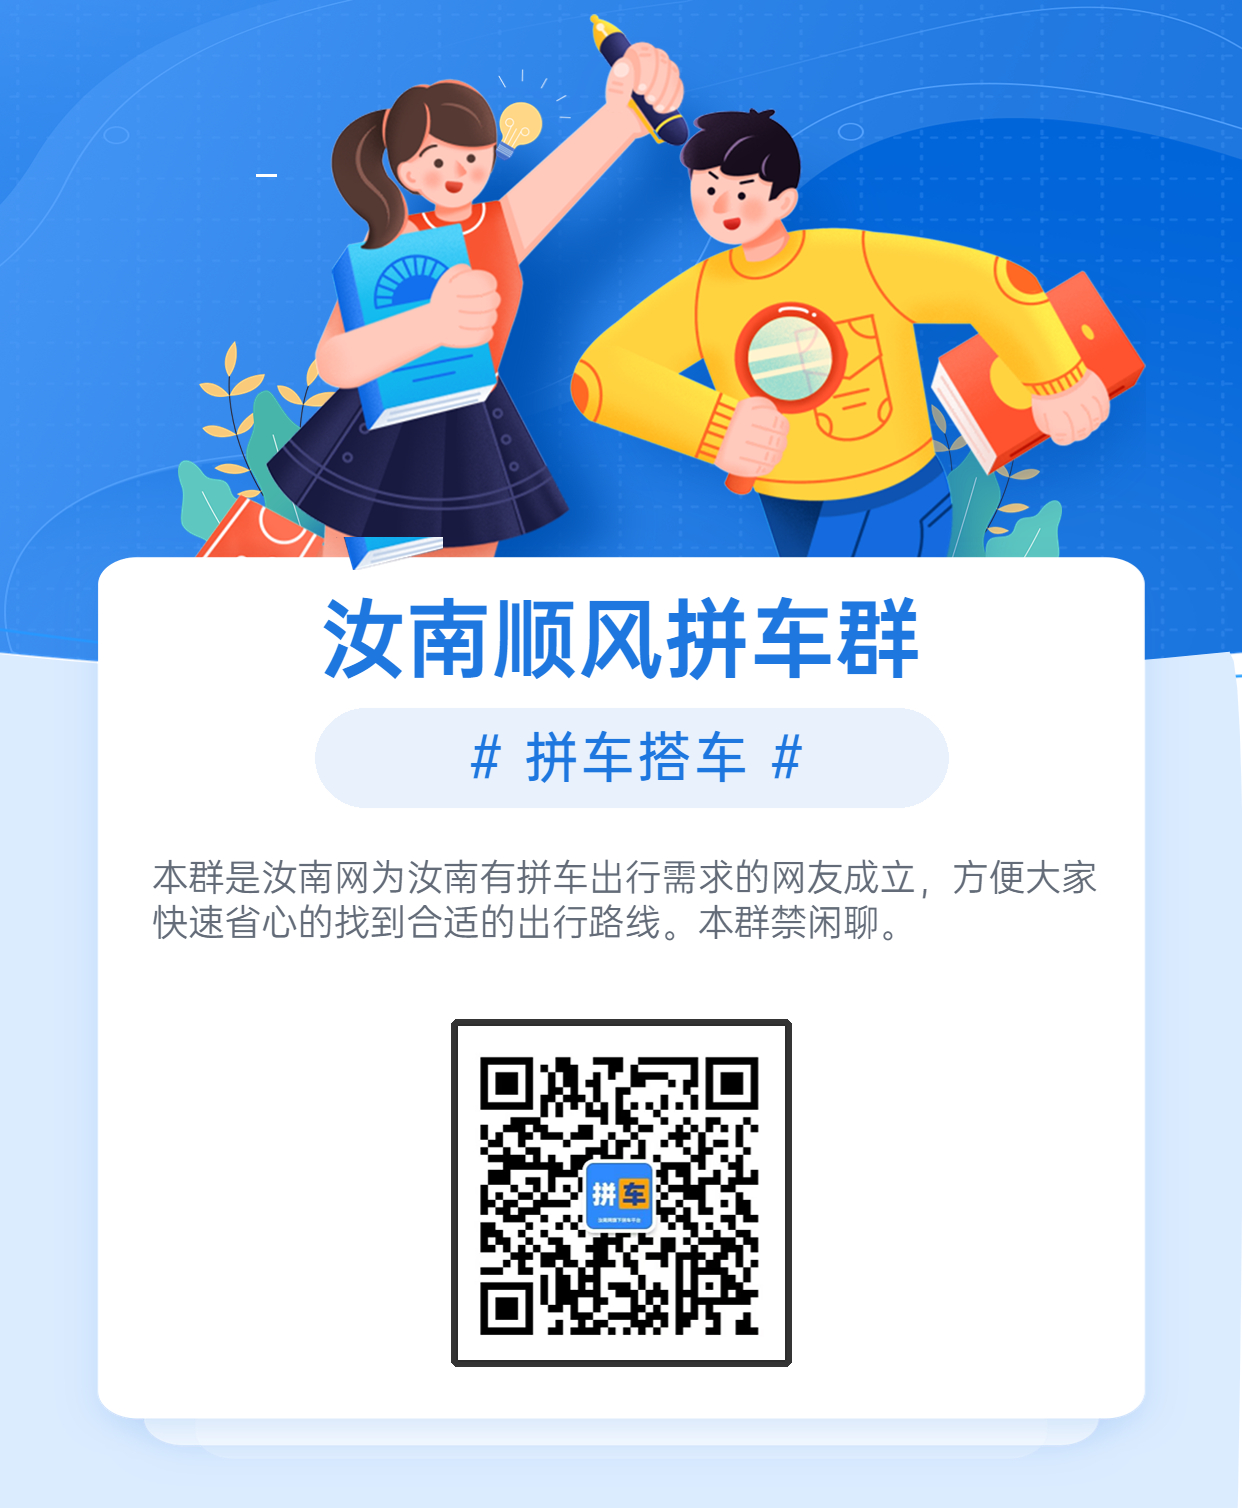 汝南顺风拼车群
# 拼车搭车 #
本群是汝南网为汝南有拼车出行需求的网友成立，方便大家
快速省心的找到合适的出行路线。本群禁闲聊。
拼车